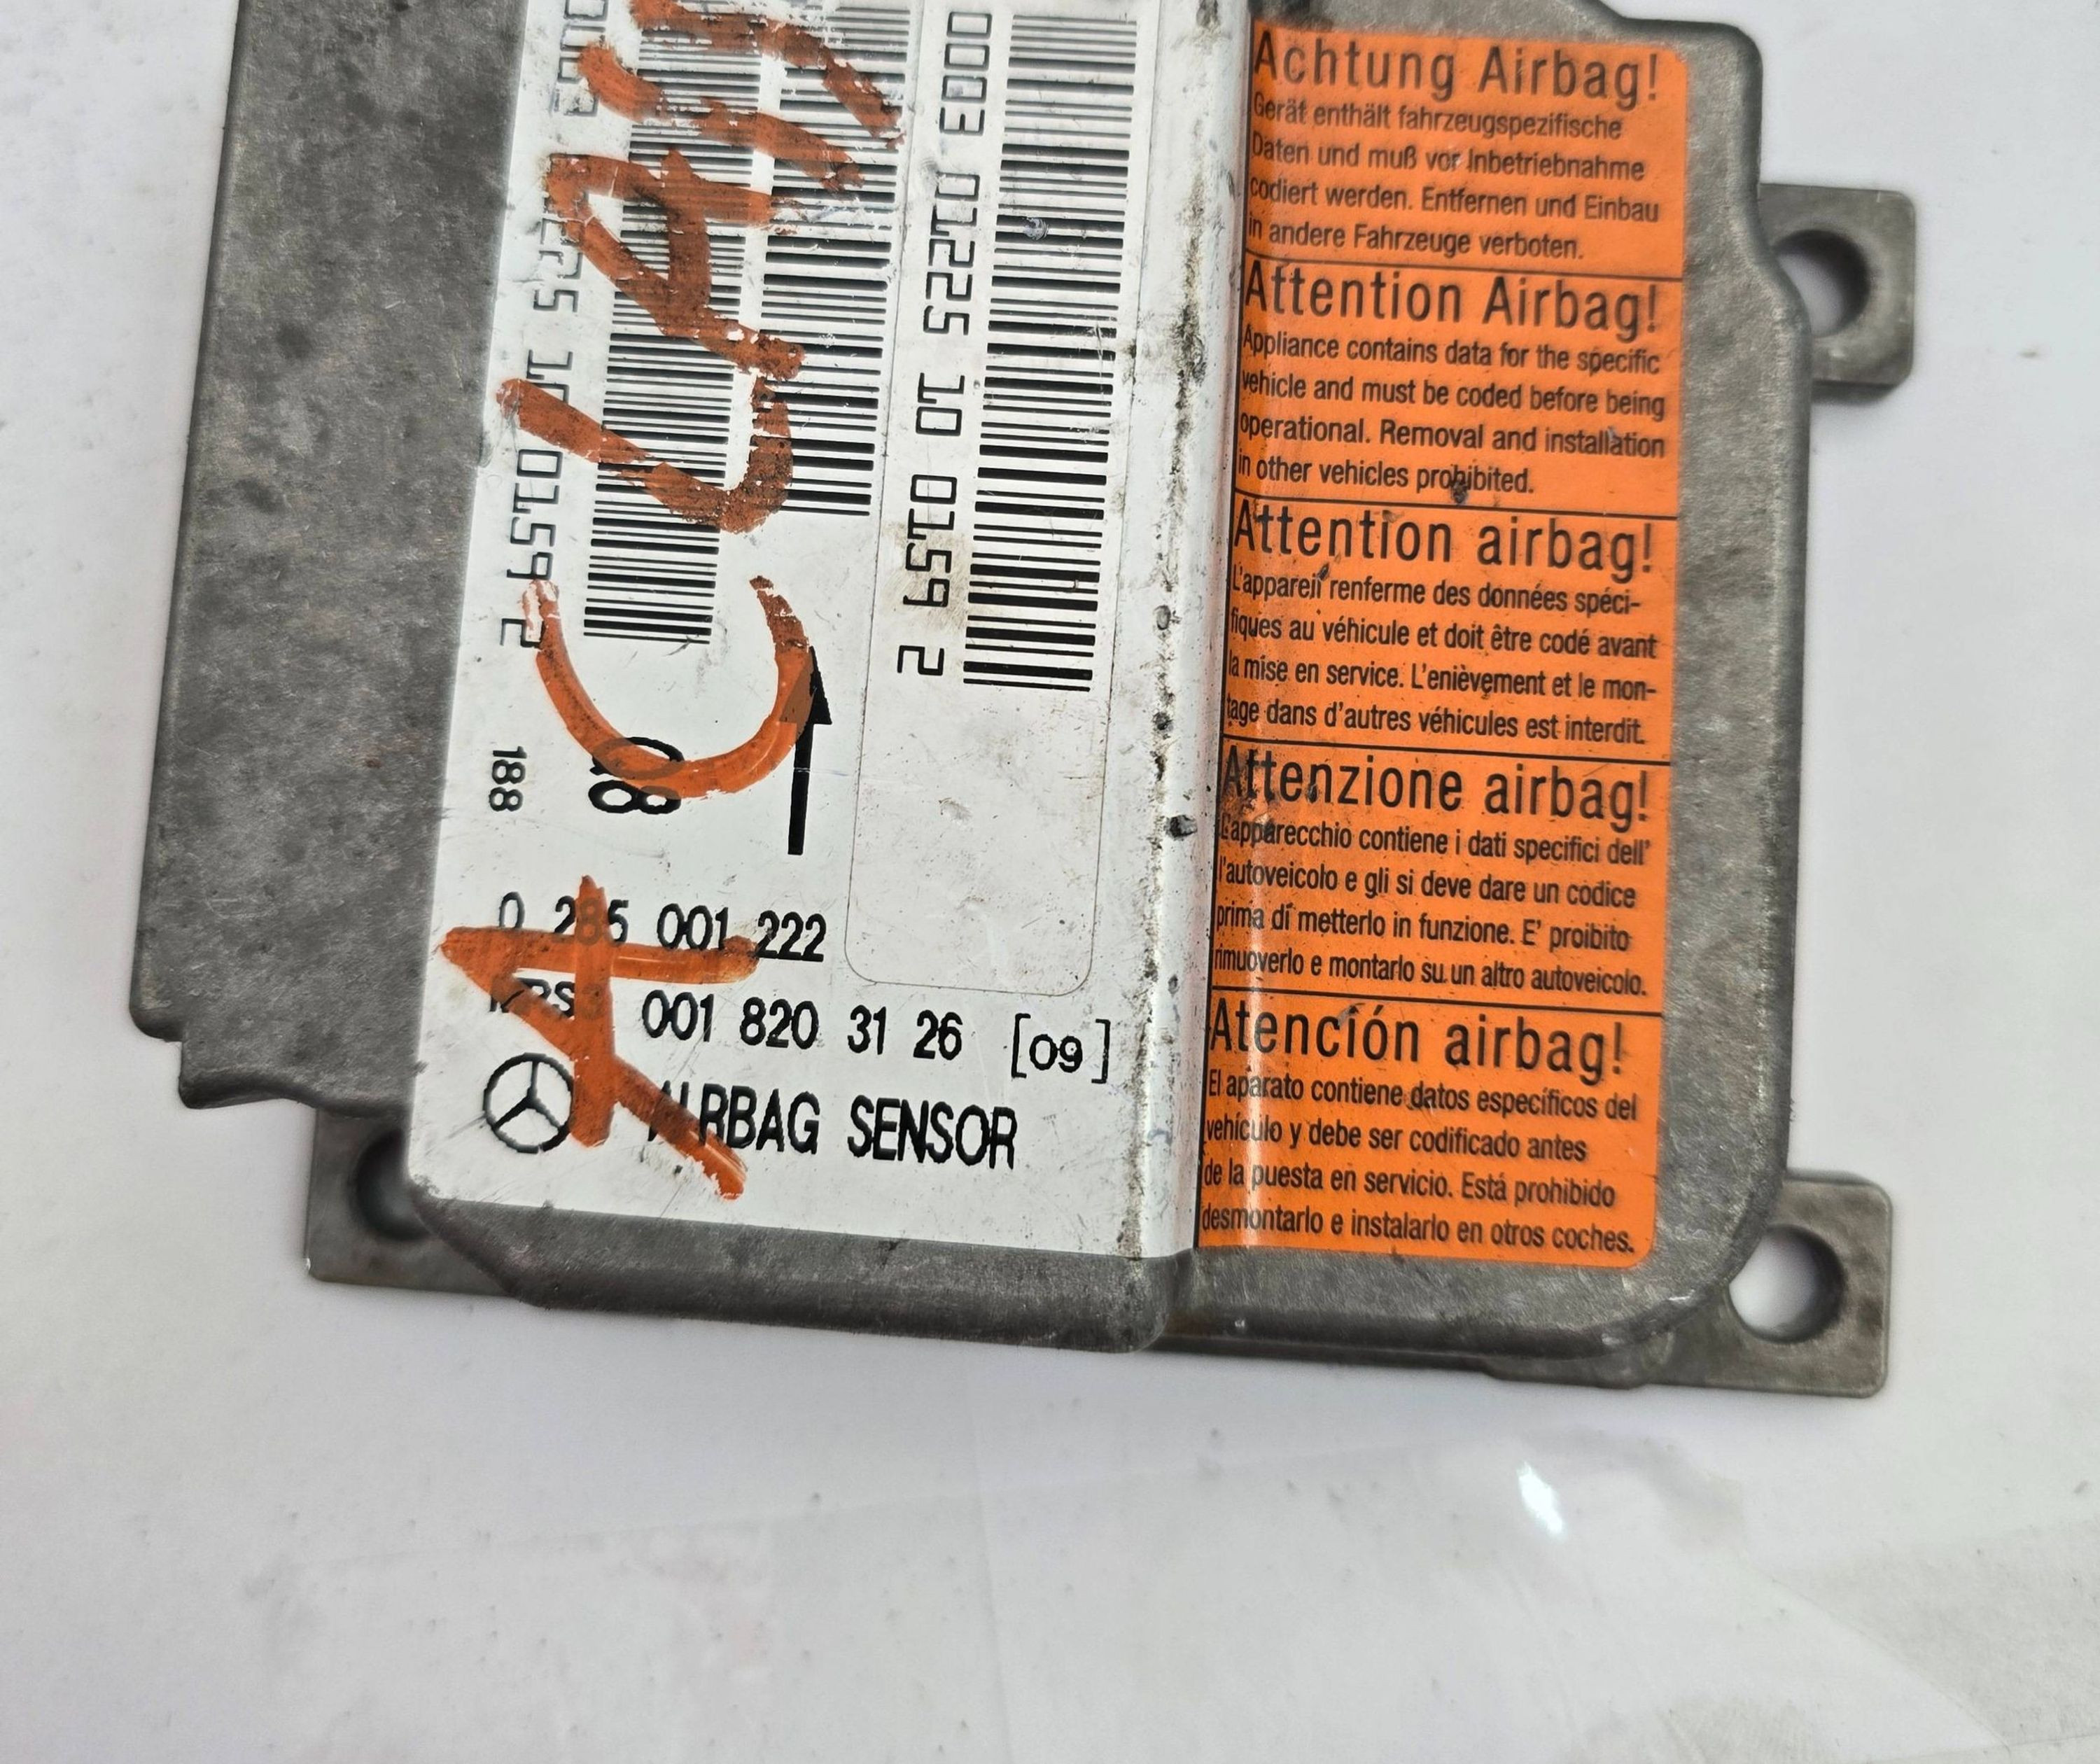 A CLASS
0003 01225 10 0159 2
01592
188
08
0 285 001 222
001 820 31 26 [09]
AIRBAG SENSOR
Achtung Airbag!
Gerät enthält fahrzeugspezifische
Daten und muß vor Inbetriebnahme
codiert werden. Entfernen und Einbau
in andere Fahrzeuge verboten.
Attention Airbag!
Appliance contains data for the specific
vehicle and must be coded before being
operational. Removal and installation
in other vehicles prohibited.
Attention airbag!
L'appareil renferme des données spéci-
fiques au véhicule et doit être codé avant
la mise en service. L'enièvement et le mon-
tage dans d'autres véhicules est interdit.
Attenzione airbag!
L'apparecchio contiene i dati specifici dell'
l'autoveicolo e gli si deve dare un codice
prima di metterlo in funzione. E' proibito
rimuoverlo e montarlo su un altro autoveicolo.
Atención airbag!
El aparato contiene datos específicos del
vehículo y debe ser codificado antes
de la puesta en servicio. Está prohibido
desmontarlo e instalarlo en otros coches.